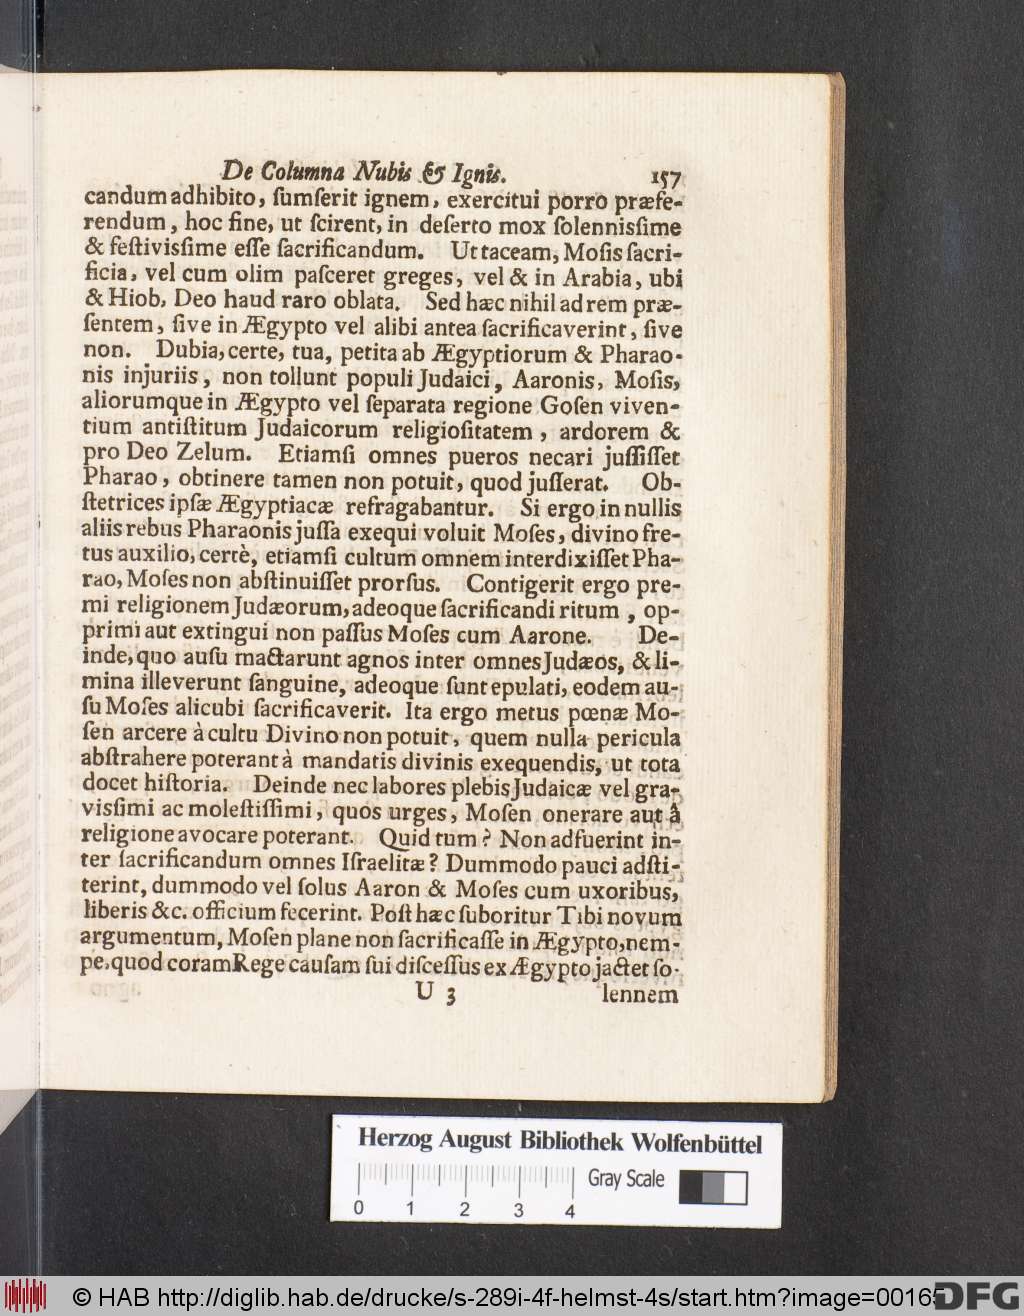 De Columna Nubis & Ignis. 157
candum adhibito, ſumſerit ignem, exercitui porro præfe-
rendum, hoc fine, ut ſcirent, in deſerto mox ſolennisſime
& feſtivisſime eſſe ſacrificandum. Ut taceam, Moſis ſacri-
ficia, vel cum olim paſceret greges, vel & in Arabia, ubi
& Hiob, Deo haud raro oblata. Sed hæc nihil ad rem præ-
ſentem, ſive in Ægypto vel alibi antea ſacrificaverint, ſive
non. Dubia, certe, tua, petita ab Ægyptiorum & Pharao-
nis injuriis, non tollunt populi Judaici, Aaronis, Moſis,
aliorumque in Ægypto vel ſeparata regione Goſen viven-
tium antiſtitum Judaicorum religioſitatem, ardorem &
pro Deo Zelum. Etiamſi omnes pueros necari juſſiſſet
Pharao, obtinere tamen non potuit, quod juſſerat. Ob-
ſtetrices ipſæ Ægyptiacæ refragabantur. Si ergo in nullis
aliis rebus Pharaonis juſſa exequi voluit Moſes, divino fre-
tus auxilio, certè, etiamſi cultum omnem interdixiſſet Pha-
rao, Moſes non abſtinuiſſet prorſus. Contigerit ergo pre-
mi religionem Judæorum, adeoque ſacrificandi ritum, op-
primi aut extingui non paſſus Moſes cum Aarone. De-
inde, quo auſu mactarunt agnos inter omnes Judæos, & li-
mina illeverunt ſanguine, adeoque ſunt epulati, eodem au-
ſu Moſes alicubi ſacrificaverit. Ita ergo metus pœnæ Mo-
ſen arcere à cultu Divino non potuit, quem nulla pericula
abſtrahere poterant à mandatis divinis exequendis, ut tota
docet hiſtoria. Deinde nec labores plebis Judaicæ vel gra-
visſimi ac moleſtiſſimi, quos urges, Moſen onerare aut à
religione avocare poterant. Quid tum? Non adfuerint in-
ter ſacrificandum omnes Iſraelitæ? Dummodo pauci adſti-
terint, dummodo vel ſolus Aaron & Moſes cum uxoribus,
liberis &c. officium fecerint. Poſt hæc ſuboritur Tibi novum
argumentum, Moſen plane non ſacrificaſſe in Ægypto, nem-
pe, quod coram Rege cauſam ſui diſceſſus ex Ægypto jactet ſo-
U 3 lennem
Herzog August Bibliothek Wolfenbüttel
Gray Scale
0 1 2 3 4
© HAB http://diglib.hab.de/drucke/s-289i-4f-helmst-4s/start.htm?image=00165
DFG